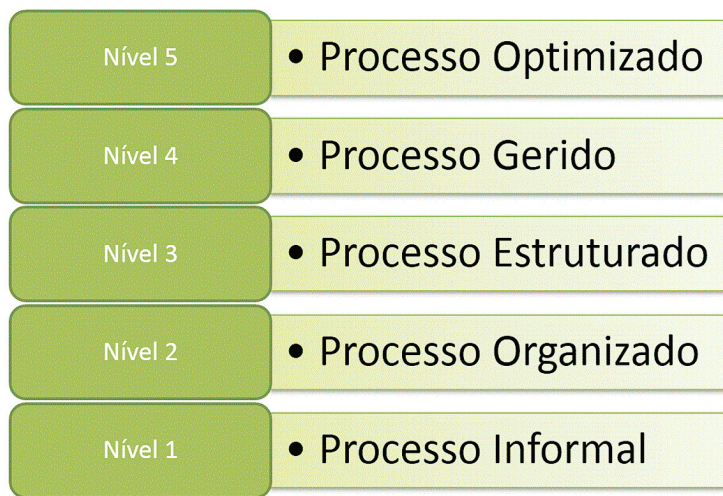 Nível 5
• Processo Optimizado
Nível 4
• Processo Gerido
Nível 3
• Processo Estruturado
Nível 2
• Processo Organizado
Nível 1
• Processo Informal